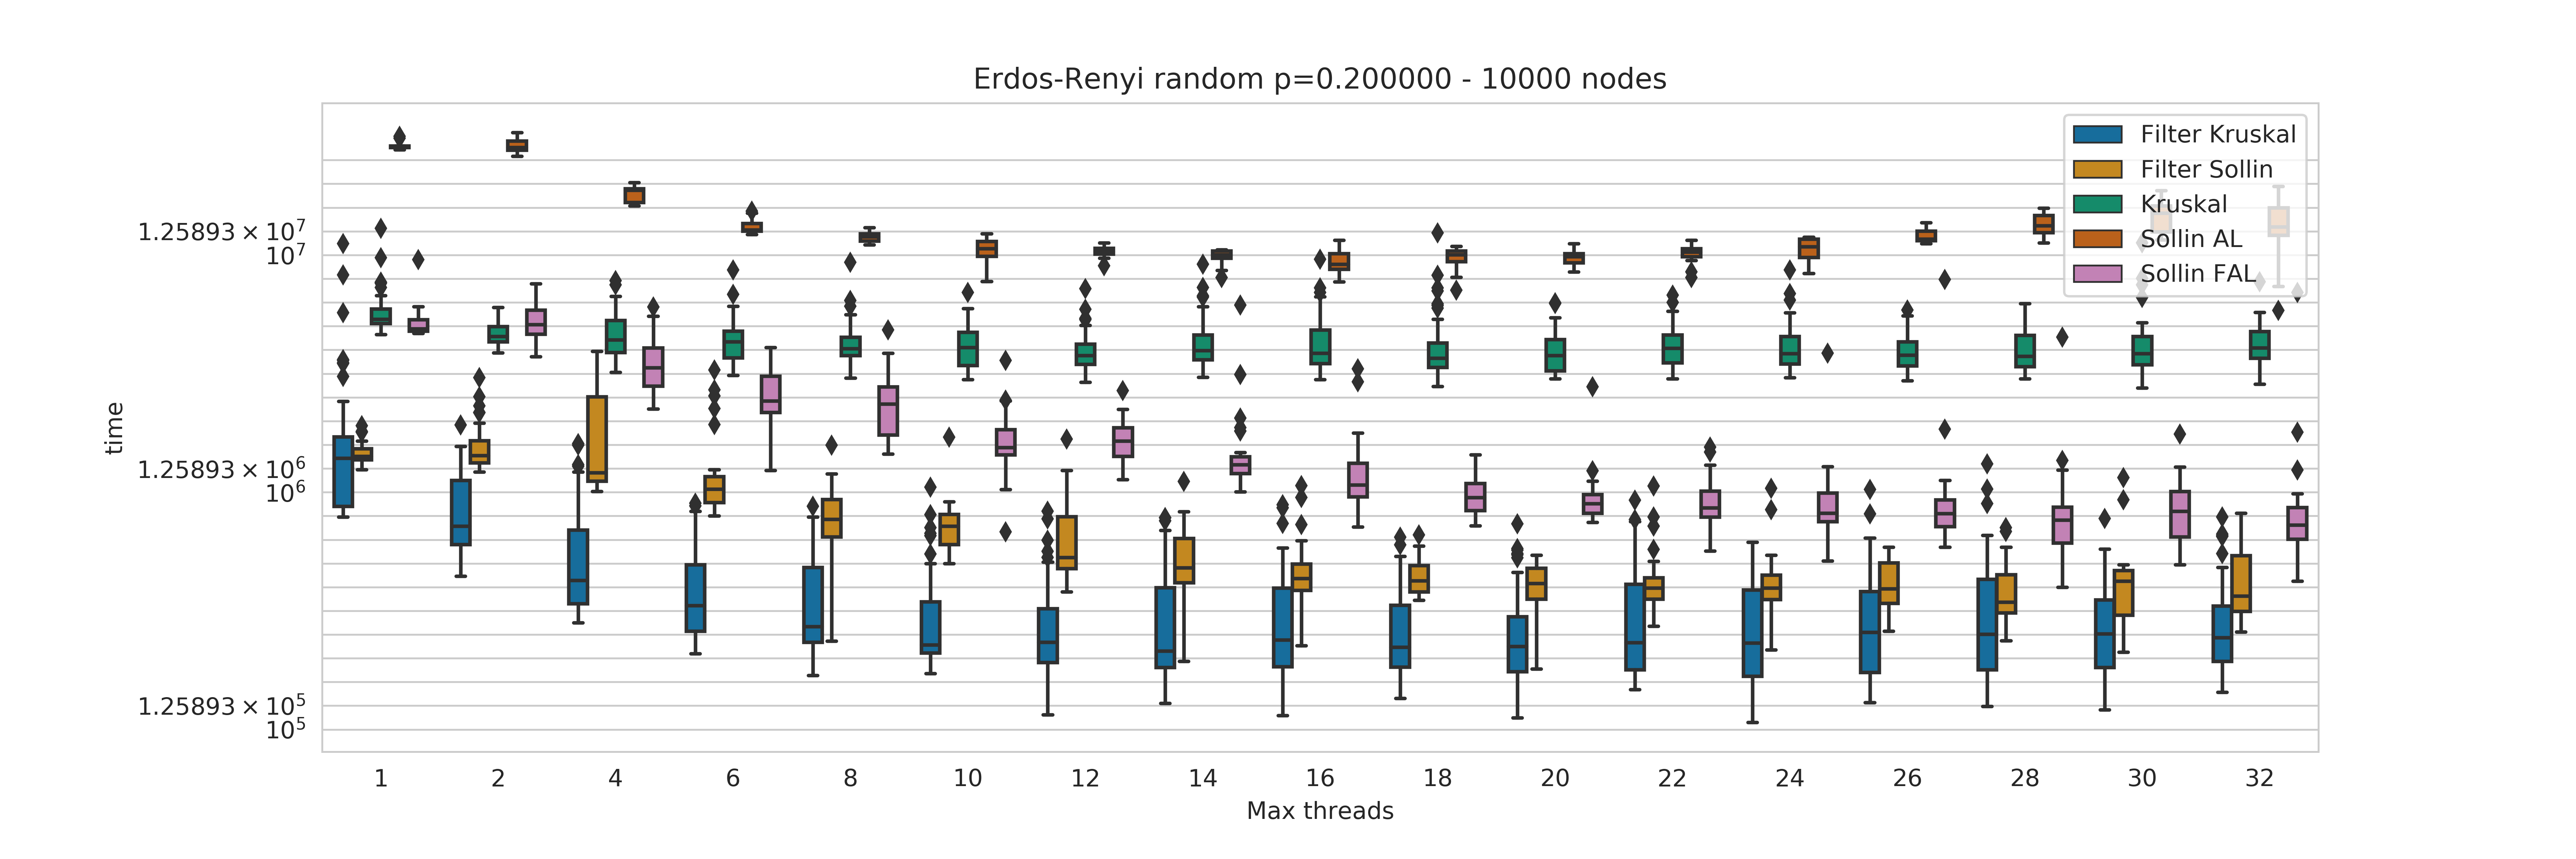 Erdos-Renyi random p=0.200000 - 10000 nodes
Filter Kruskal
Filter Sollin
Kruskal
Sollin AL
Sollin FAL
time
1.25893 × 10⁷
10⁷
1.25893 × 10⁶
10⁶
1.25893 × 10⁵
10⁵
1 2 4 6 8 10 12 14 16 18 20 22 24 26 28 30 32
Max threads